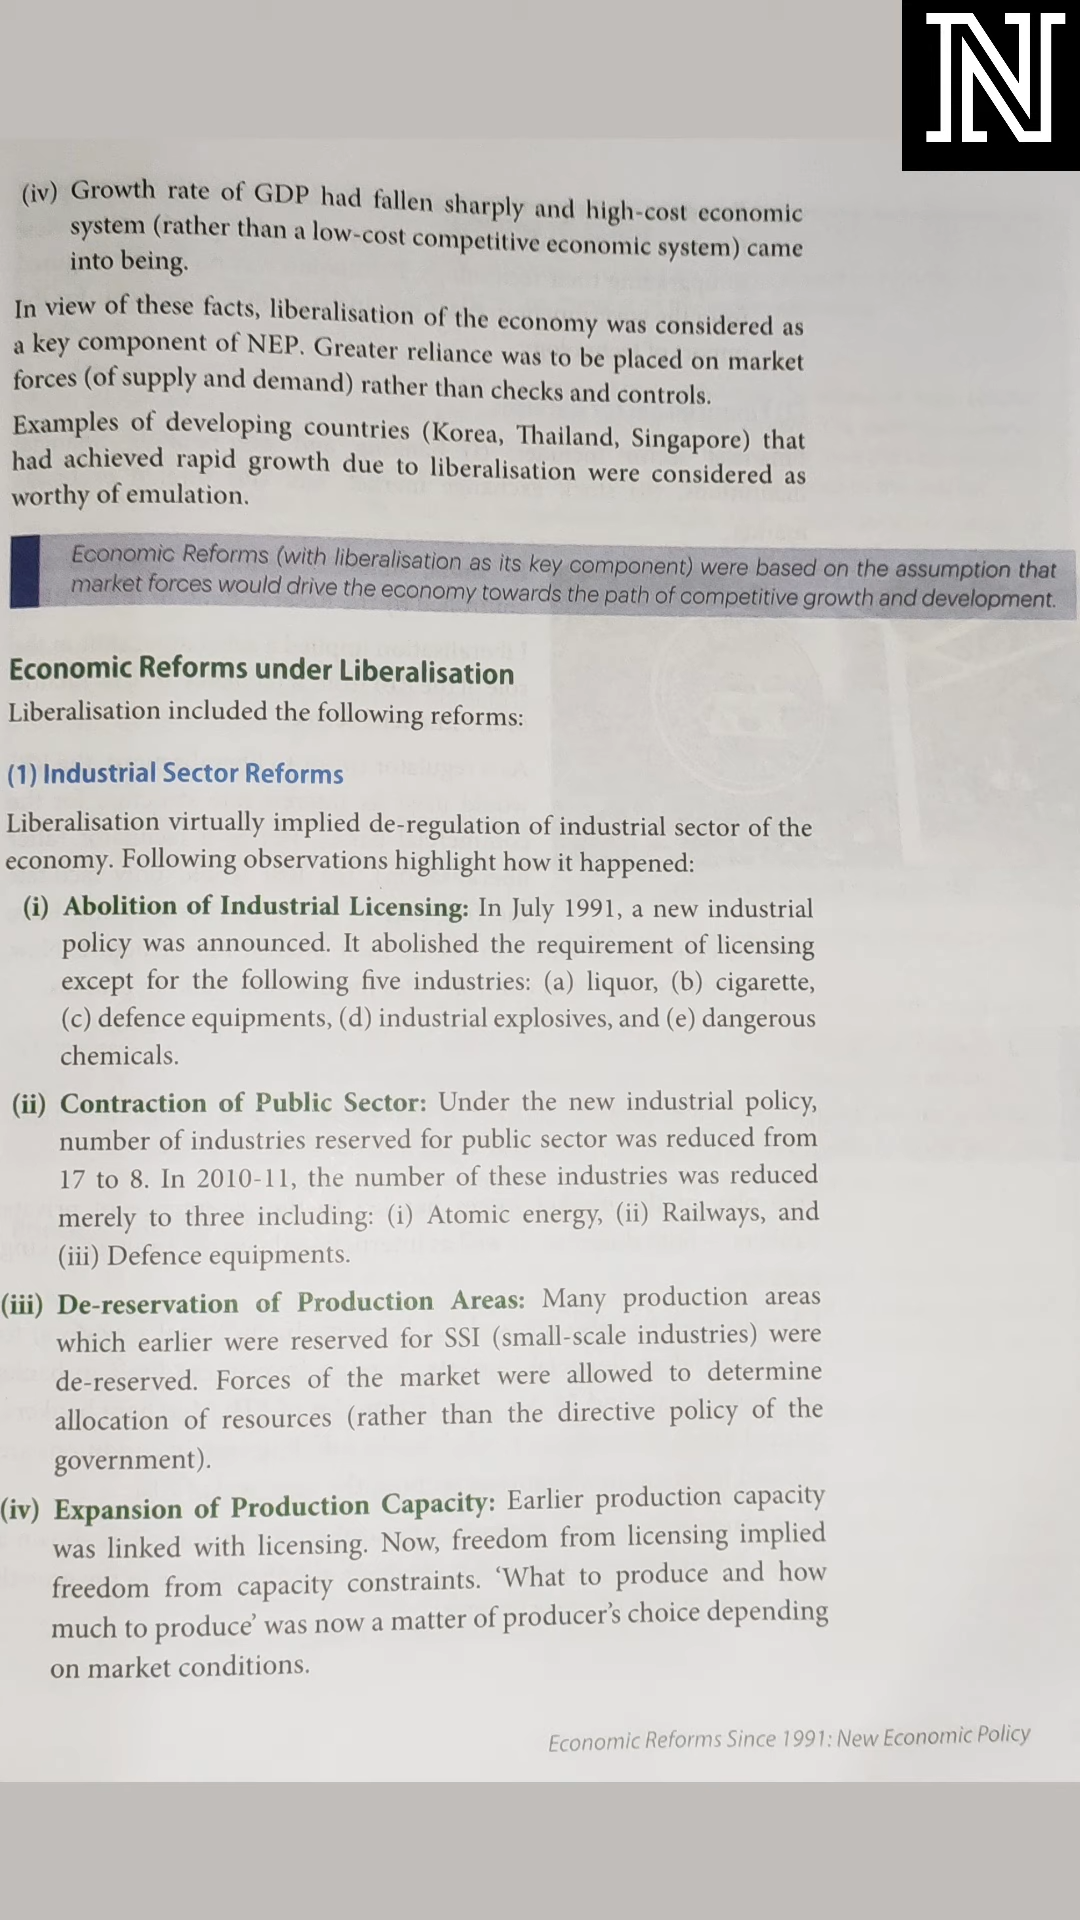 N
(iv) Growth rate of GDP had fallen sharply and high-cost economic
system (rather than a low-cost competitive economic system) came
into being.
In view of these facts, liberalisation of the economy was considered as
a key component of NEP. Greater reliance was to be placed on market
forces (of supply and demand) rather than checks and controls.
Examples of developing countries (Korea, Thailand, Singapore) that
had achieved rapid growth due to liberalisation were considered as
worthy of emulation.
Economic Reforms (with liberalisation as its key component) were based on the assumption that
market forces would drive the economy towards the path of competitive growth and development.
Economic Reforms under Liberalisation
Liberalisation included the following reforms:
(1) Industrial Sector Reforms
Liberalisation virtually implied de-regulation of industrial sector of the
economy. Following observations highlight how it happened:
(i) Abolition of Industrial Licensing: In July 1991, a new industrial
policy was announced. It abolished the requirement of licensing
except for the following five industries: (a) liquor, (b) cigarette,
(c) defence equipments, (d) industrial explosives, and (e) dangerous
chemicals.
(ii) Contraction of Public Sector: Under the new industrial policy,
number of industries reserved for public sector was reduced from
17 to 8. In 2010-11, the number of these industries was reduced
merely to three including: (i) Atomic energy, (ii) Railways, and
(iii) Defence equipments.
(iii) De-reservation of Production Areas: Many production areas
which earlier were reserved for SSI (small-scale industries) were
de-reserved. Forces of the market were allowed to determine
allocation of resources (rather than the directive policy of the
government).
(iv) Expansion of Production Capacity: Earlier production capacity
was linked with licensing. Now, freedom from licensing implied
freedom from capacity constraints. ‘What to produce and how
much to produce’ was now a matter of producer’s choice depending
on market conditions.
Economic Reforms Since 1991: New Economic Policy